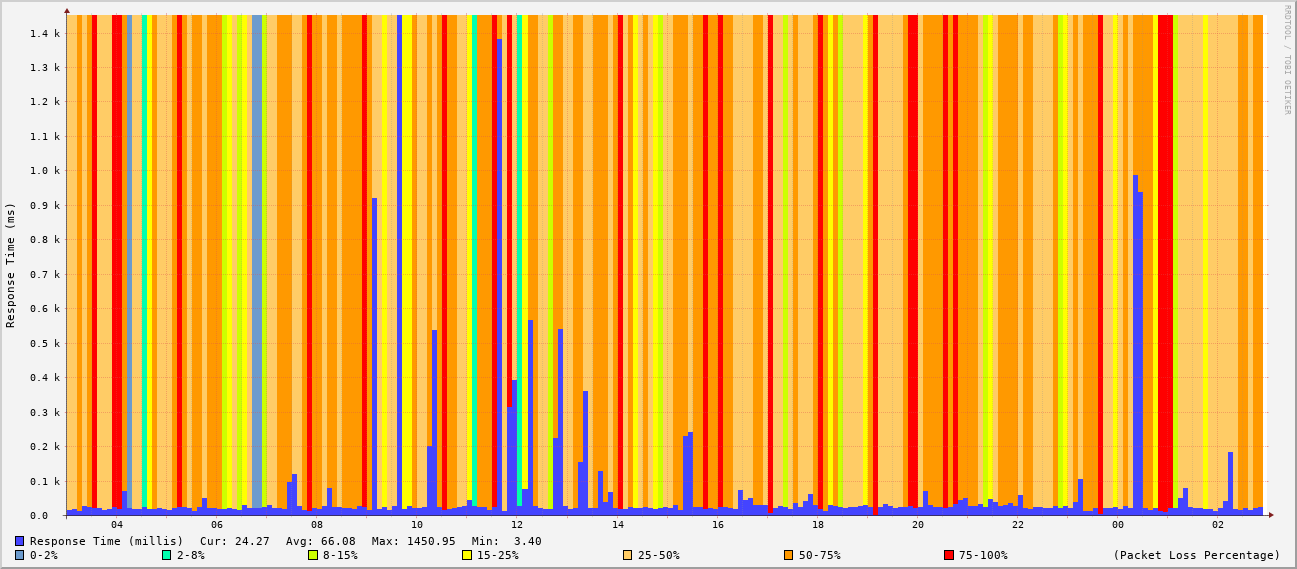 RRDTOOL / TOBI OETIKER
Response Time (ms)
1.4 k
1.3 k
1.2 k
1.1 k
1.0 k
0.9 k
0.8 k
0.7 k
0.6 k
0.5 k
0.4 k
0.3 k
0.2 k
0.1 k
0.0
04 06 08 10 12 14 16 18 20 22 00 02
Response Time (millis) Cur: 24.27 Avg: 66.08 Max: 1450.95 Min: 3.40
0-2% 2-8% 8-15% 15-25% 25-50% 50-75% 75-100% (Packet Loss Percentage)